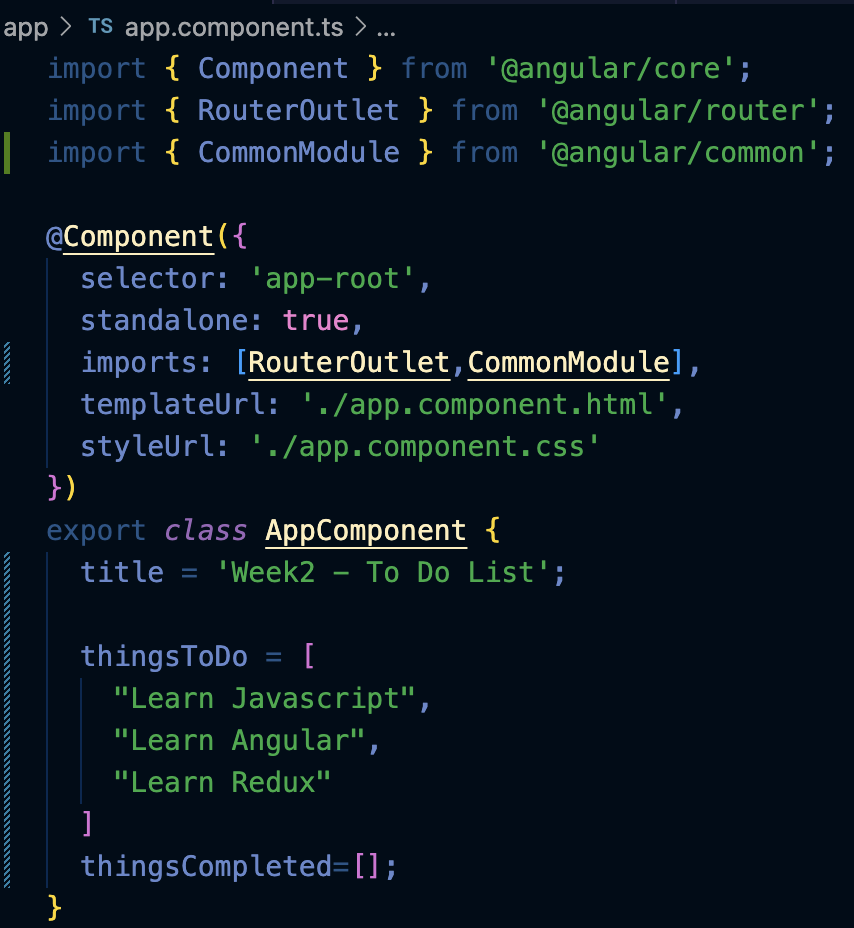 app > TS app.component.ts > ...
import { Component } from '@angular/core';
import { RouterOutlet } from '@angular/router';
import { CommonModule } from '@angular/common';
@Component({
selector: 'app-root',
standalone: true,
imports: [RouterOutlet,CommonModule],
templateUrl: './app.component.html',
styleUrl: './app.component.css'
})
export class AppComponent {
title = 'Week2 - To Do List';
thingsToDo = [
"Learn Javascript",
"Learn Angular",
"Learn Redux"
]
thingsCompleted=[];
}